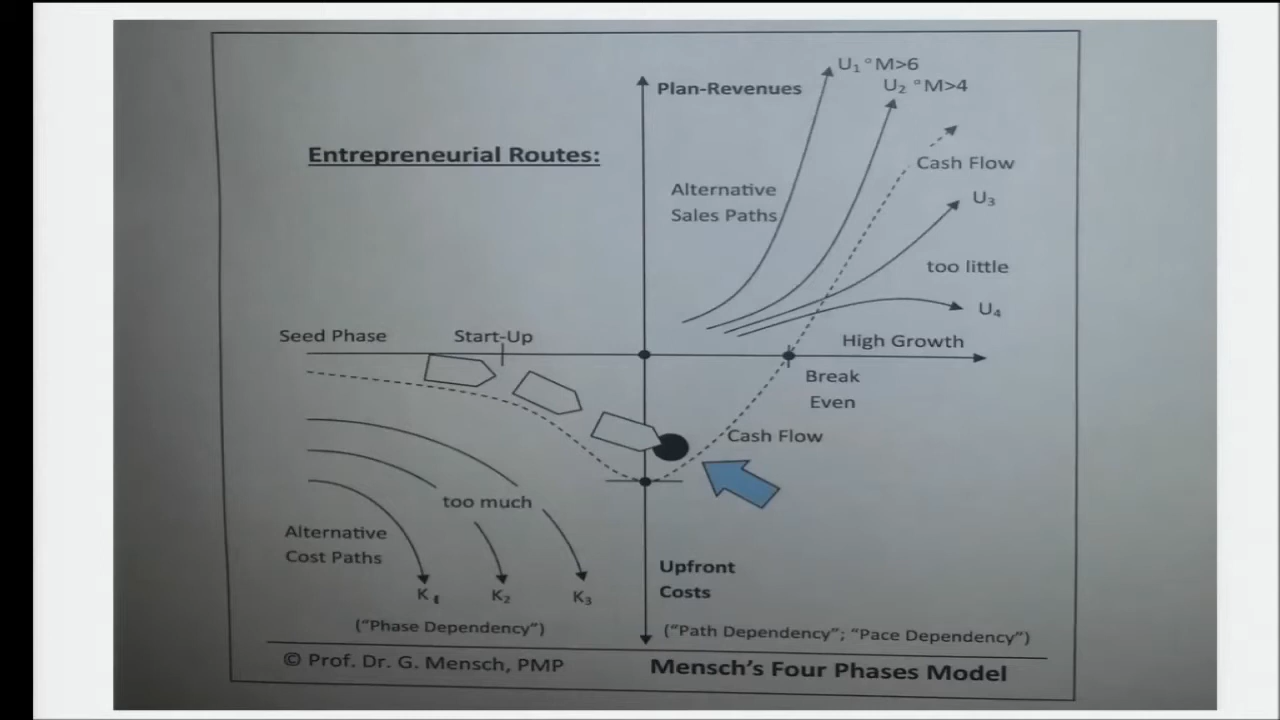 U₁ °M>6
Plan-Revenues
U₂ °M>4
Entrepreneurial Routes:
Cash Flow
Alternative
Sales Paths
U₃
too little
U₄
Seed Phase
Start-Up
High Growth
Break
Even
Cash Flow
too much
Alternative
Cost Paths
Upfront
Costs
K₁
K₂
K₃
("Phase Dependency")
("Path Dependency"; "Pace Dependency")
© Prof. Dr. G. Mensch, PMP
Mensch's Four Phases Model